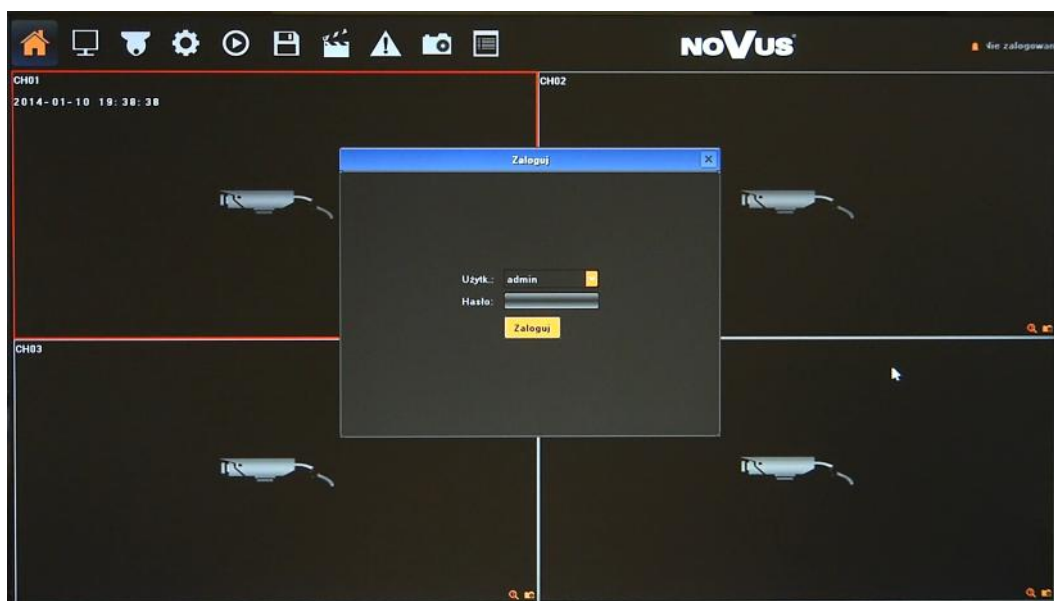 NOVUS
Nie zalogowan
CH01
CH02
2014-01-10 19:38:38
Zaloguj
Użytk.: admin
Hasło:
Zaloguj
CH03